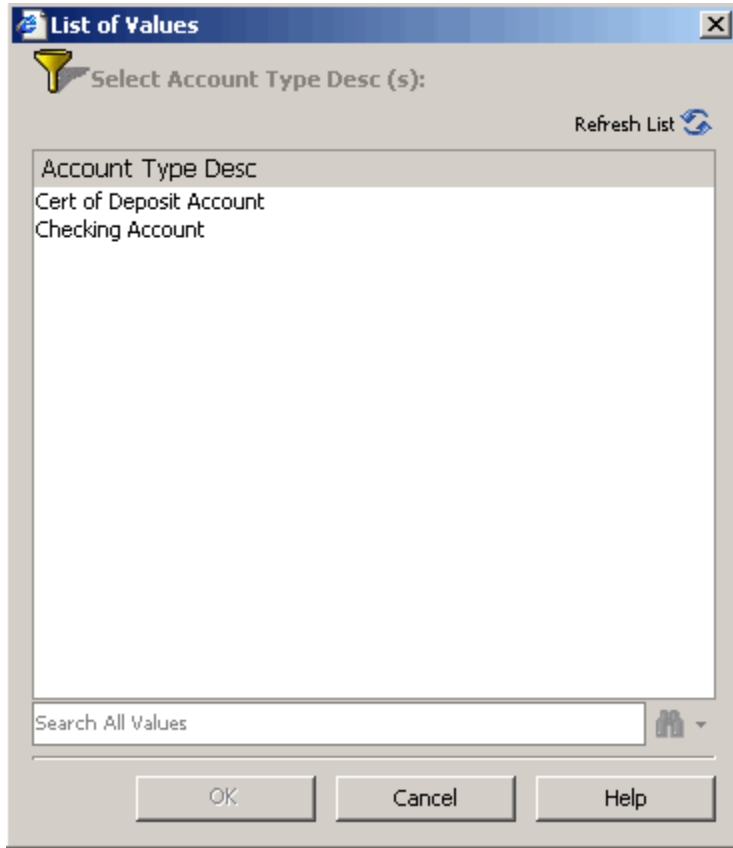 List of Values
Select Account Type Desc (s):
Refresh List
Account Type Desc
Cert of Deposit Account
Checking Account
Search All Values
OK Cancel Help